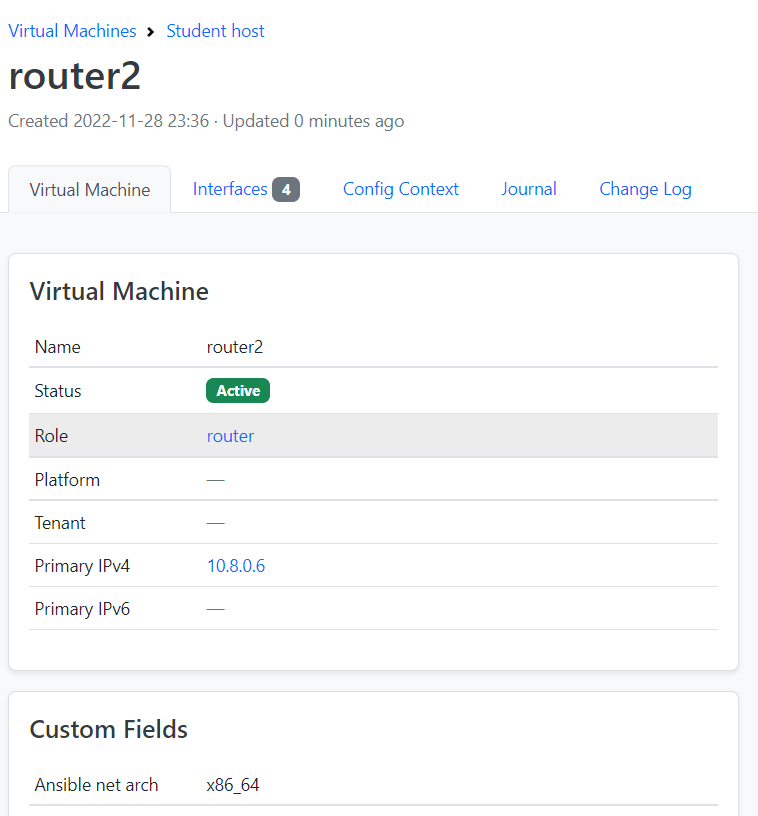 Virtual Machines > Student host
router2
Created 2022-11-28 23:36 · Updated 0 minutes ago
Virtual Machine Interfaces 4 Config Context Journal Change Log
Virtual Machine
Name router2
Status Active
Role router
Platform —
Tenant —
Primary IPv4 10.8.0.6
Primary IPv6 —
Custom Fields
Ansible net arch x86_64